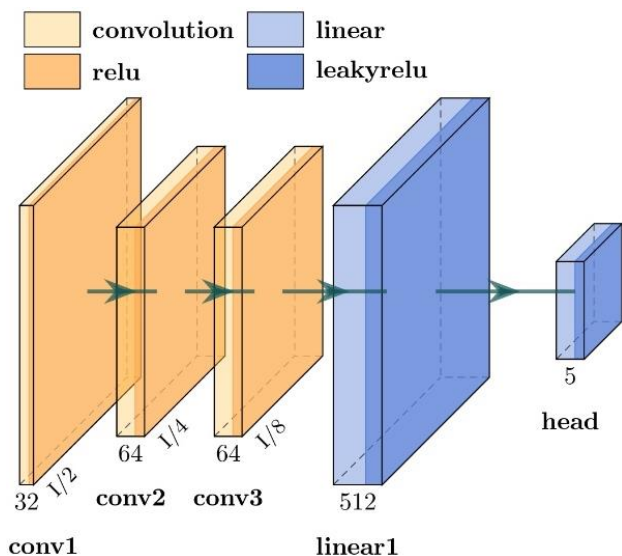 convolution
linear
relu
leakyrelu
32
I/2
conv1
64
I/4
conv2
64
I/8
conv3
512
linear1
5
head